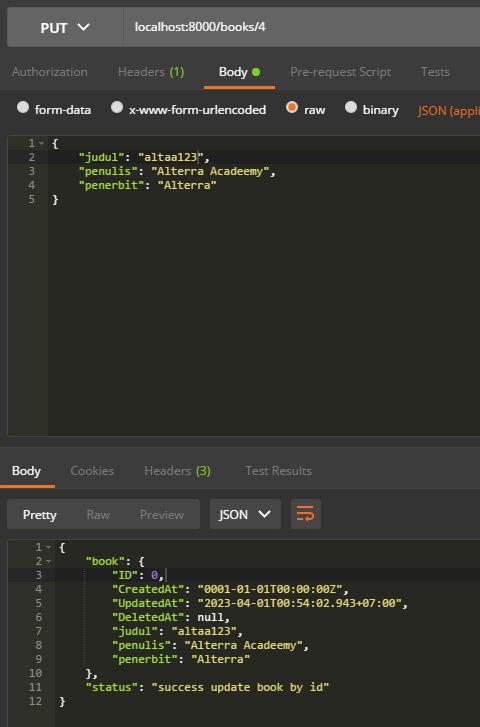 PUT localhost:8000/books/4
Authorization Headers (1) Body Pre-request Script Tests
form-data x-www-form-urlencoded raw binary JSON (appli
1 {
2 "judul": "altaa123",
3 "penulis": "Alterra Acadeemy",
4 "penerbit": "Alterra"
5 }
Body Cookies Headers (3) Test Results
Pretty Raw Preview JSON
1 {
2 "book": {
3 "ID": 0,
4 "CreatedAt": "0001-01-01T00:00:00Z",
5 "UpdatedAt": "2023-04-01T00:54:02.943+07:00",
6 "DeletedAt": null,
7 "judul": "altaa123",
8 "penulis": "Alterra Acadeemy",
9 "penerbit": "Alterra"
10 },
11 "status": "success update book by id"
12 }